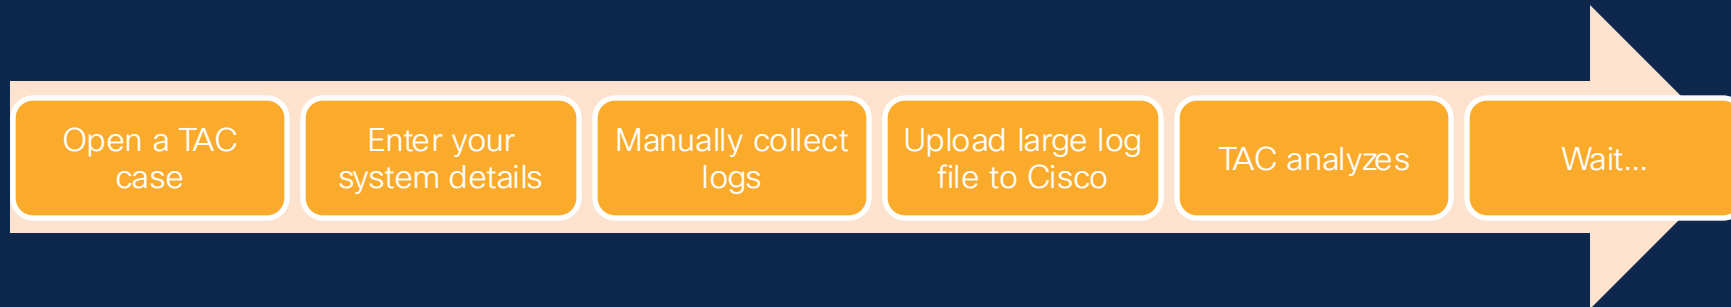 Open a TAC
case
Enter your
system details
Manually collect
logs
Upload large log
file to Cisco
TAC analyzes
Wait...